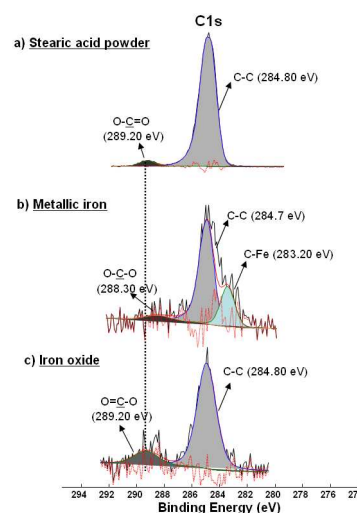 C1s
a) Stearic acid powder
C-C (284.80 eV)
O-C=O
(289.20 eV)
b) Metallic iron
C-C (284.7 eV)
C-Fe (283.20 eV)
O-C-O
(288.30 eV)
c) Iron oxide
C-C (284.80 eV)
O=C-O
(289.20 eV)
294 292 290 288 286 284 282 280 278 276
Binding Energy (eV)